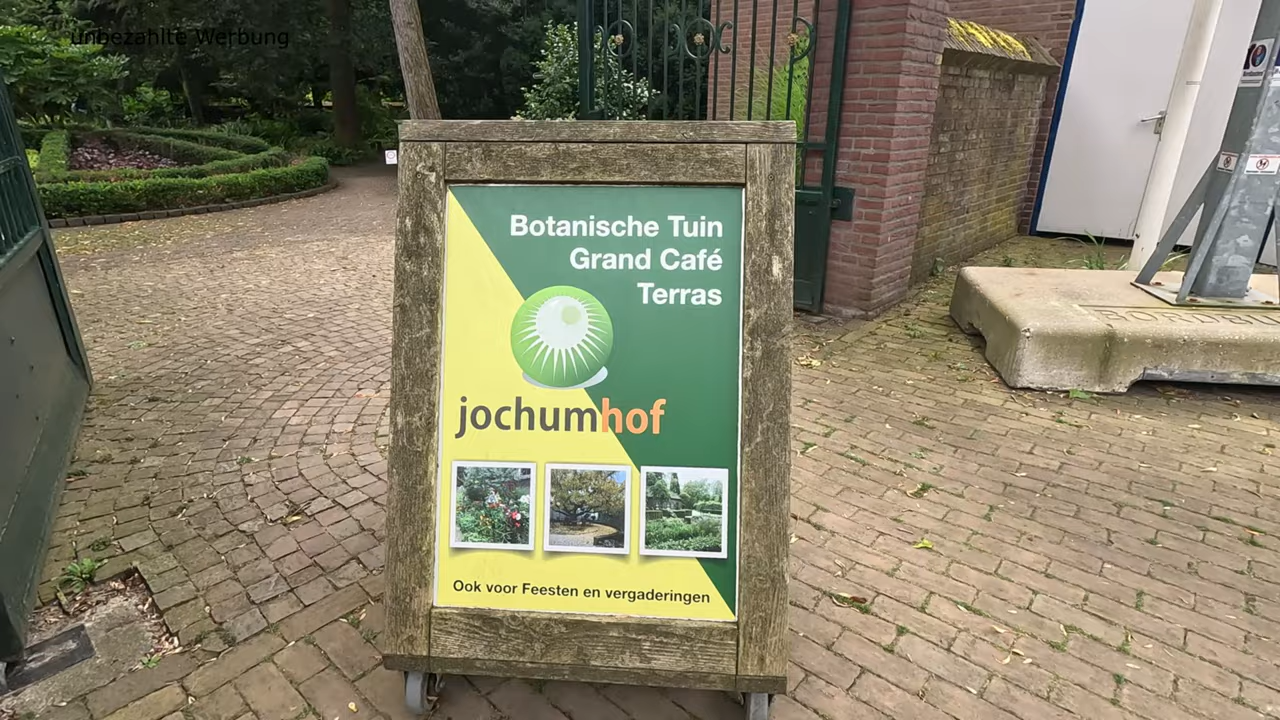 unbezahlte Werbung
Botanische Tuin
Grand Café
Terras
jochumhof
Ook voor Feesten en vergaderingen